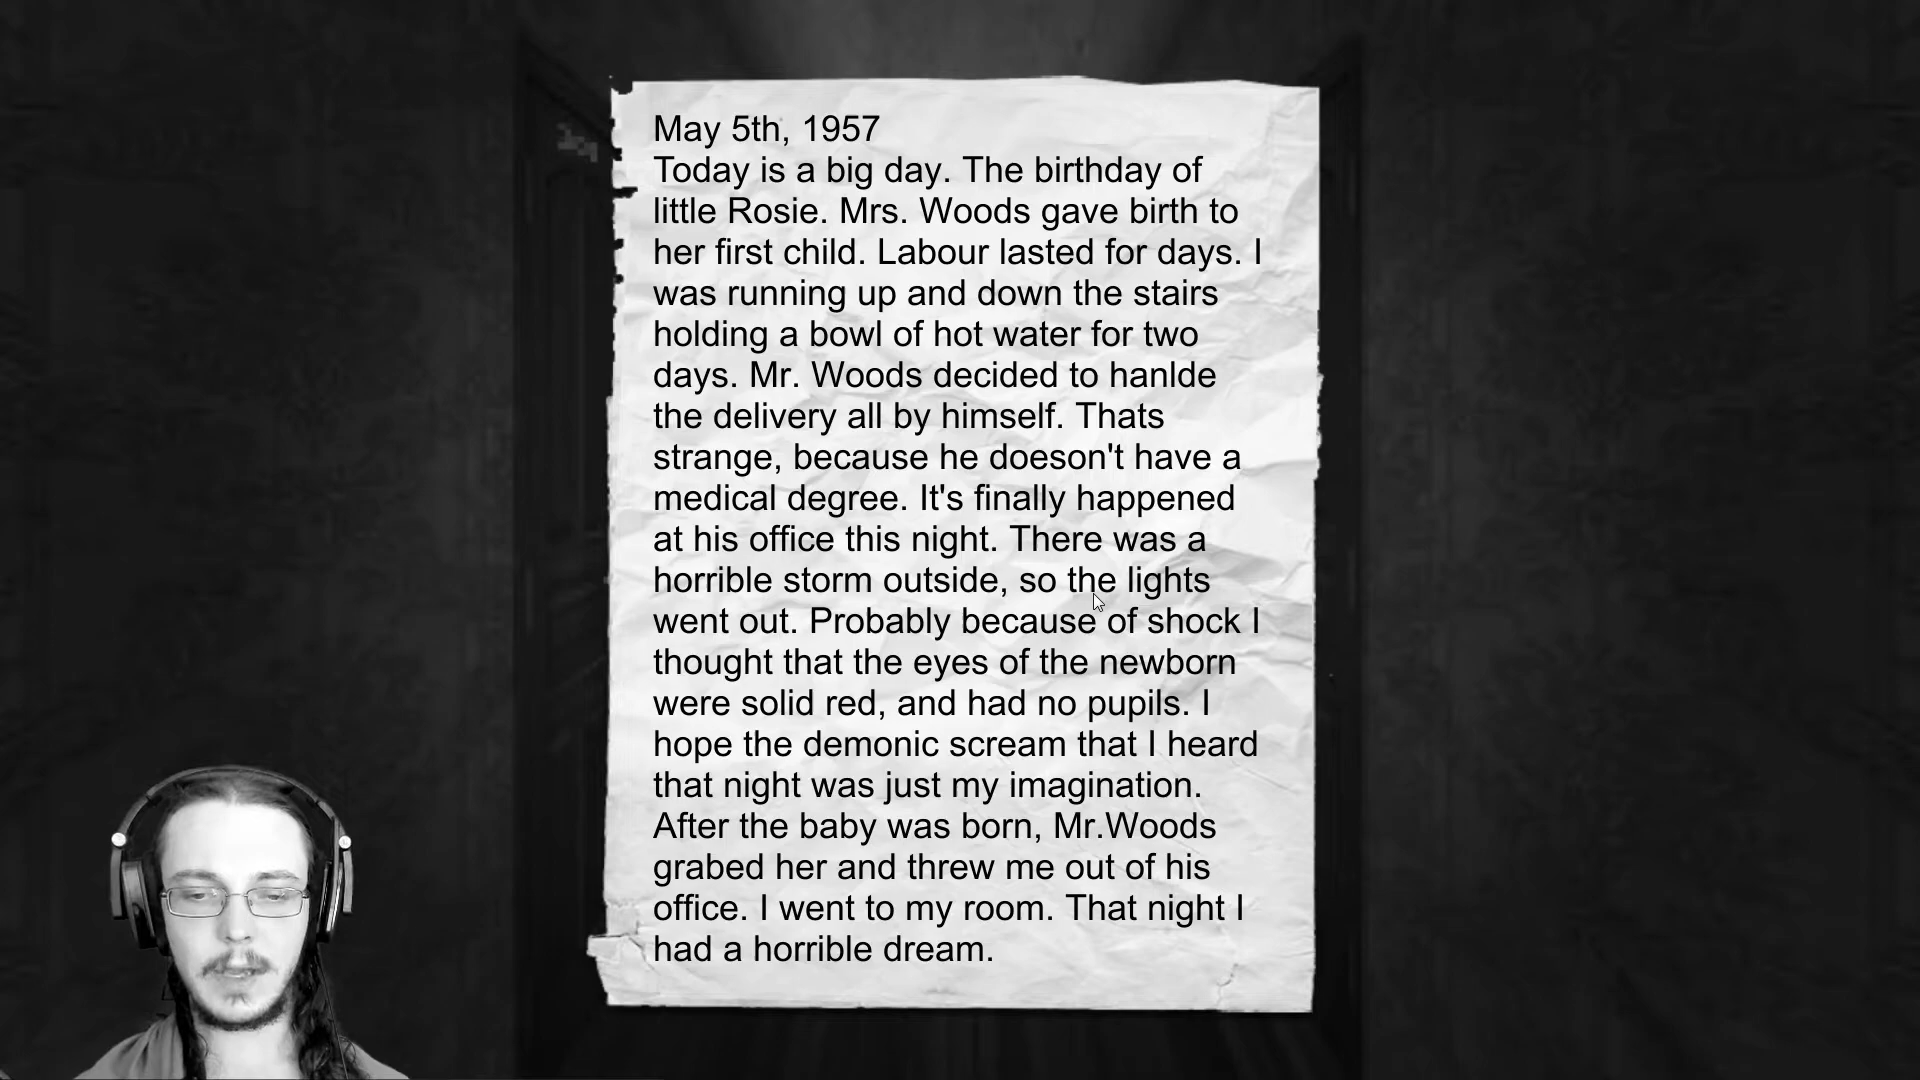 May 5th, 1957
Today is a big day. The birthday of
little Rosie. Mrs. Woods gave birth to
her first child. Labour lasted for days. I
was running up and down the stairs
holding a bowl of hot water for two
days. Mr. Woods decided to hanlde
the delivery all by himself. Thats
strange, because he doeson't have a
medical degree. It's finally happened
at his office this night. There was a
horrible storm outside, so the lights
went out. Probably because of shock I
thought that the eyes of the newborn
were solid red, and had no pupils. I
hope the demonic scream that I heard
that night was just my imagination.
After the baby was born, Mr.Woods
grabed her and threw me out of his
office. I went to my room. That night I
had a horrible dream.